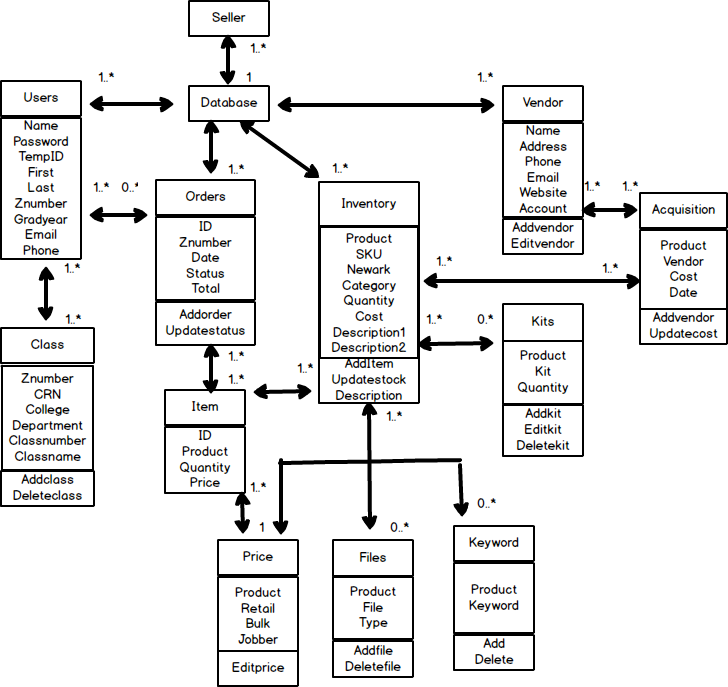 Seller
1..*
1
Database
Users
1..*
Name
Password
TempID
First
Last
Znumber
Gradyear
Email
Phone
1..*
Vendor
Name
Address
Phone
Email
Website
Account
Addvendor
Editvendor
1..*
1..*
Orders
ID
Znumber
Date
Status
Total
Addorder
Updatestatus
1..*
0..*
1..*
Inventory
Product
SKU
Newark
Category
Quantity
Cost
Description1
Description2
AddItem
Updatestock
Description
1..*
1..*
Acquisition
Product
Vendor
Cost
Date
Addvendor
Updatecost
1..*
1..*
1..*
1..*
Class
Znumber
CRN
College
Department
Classnumber
Classname
Addclass
Deleteclass
1..*
0..*
Kits
Product
Kit
Quantity
Addkit
Editkit
Deletekit
1..*
1..*
1..*
Item
ID
Product
Quantity
Price
1..*
1..*
1
0..*
0..*
Price
Product
Retail
Bulk
Jobber
Editprice
Files
Product
File
Type
Addfile
Deletefile
Keyword
Product
Keyword
Add
Delete